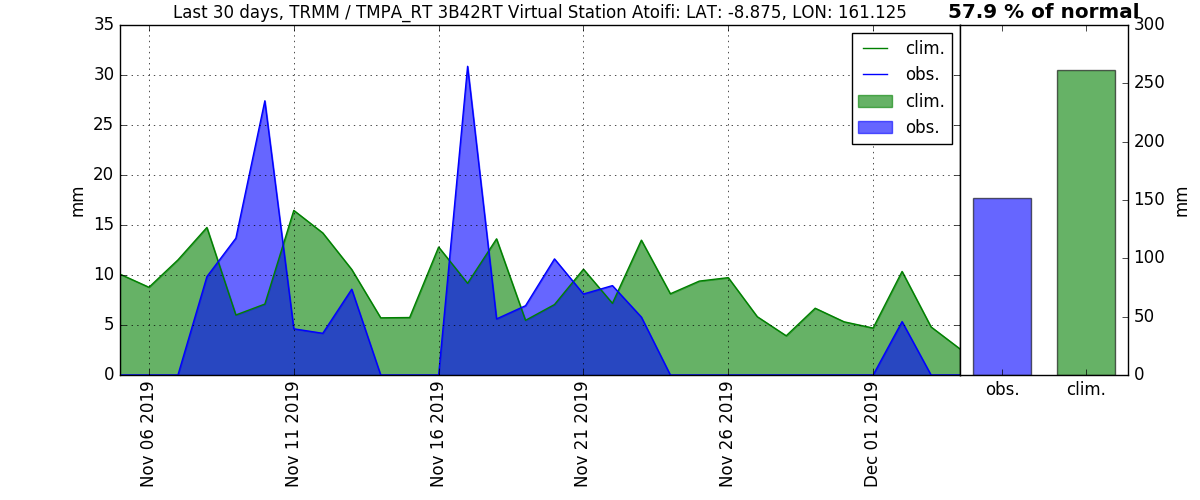 Last 30 days, TRMM / TMPA_RT 3B42RT Virtual Station Atoifi: LAT: -8.875, LON: 161.125
57.9 % of normal
35
30
25
20
15
10
5
0
mm
clim.
obs.
clim.
obs.
300
250
200
150
100
50
0
mm
obs.
clim.
Nov 06 2019
Nov 11 2019
Nov 16 2019
Nov 21 2019
Nov 26 2019
Dec 01 2019